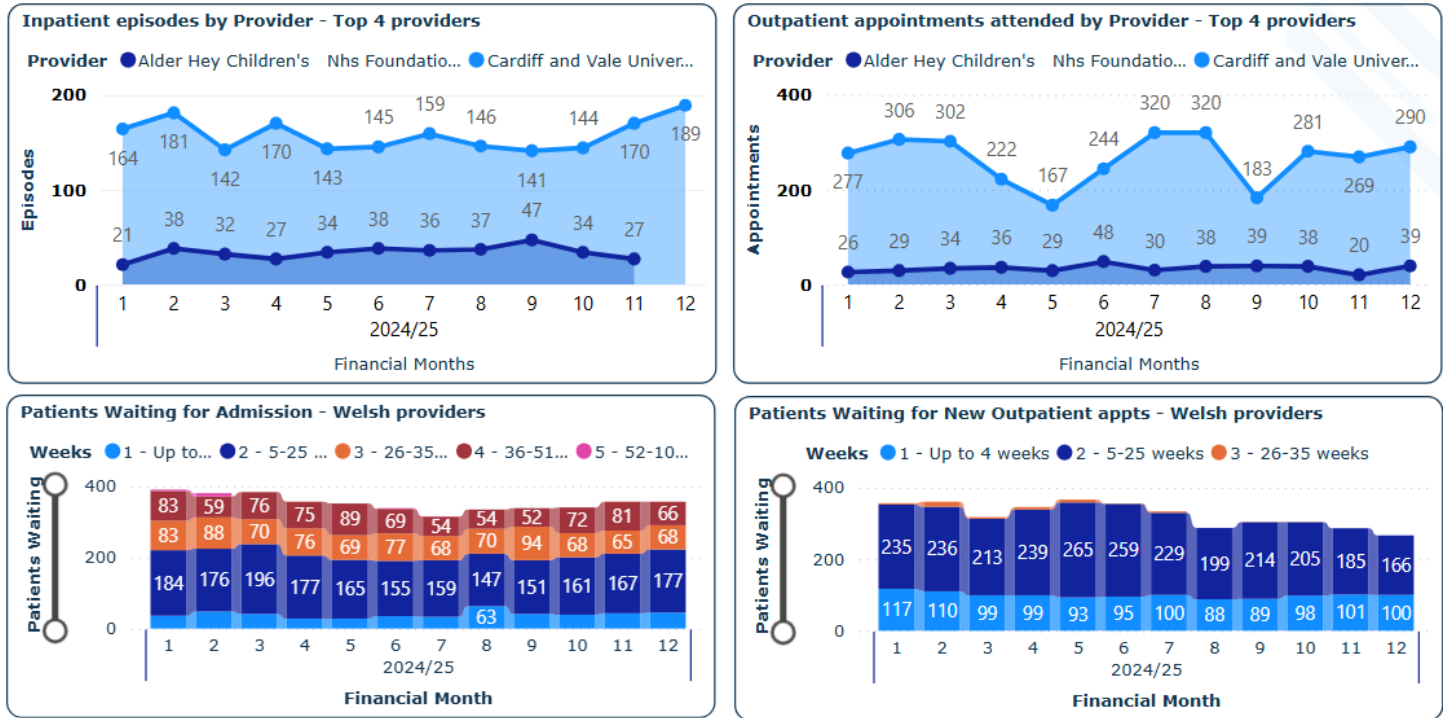 Inpatient episodes by Provider - Top 4 providers
Provider Alder Hey Children's Nhs Foundatio... Cardiff and Vale Univer...
200
100
0
Episodes
164 181 142 170 143 145 159 146 141 144 170 189
21 38 32 27 34 38 36 37 47 34 27
1 2 3 4 5 6 7 8 9 10 11 12
2024/25
Financial Months
Outpatient appointments attended by Provider - Top 4 providers
Provider Alder Hey Children's Nhs Foundatio... Cardiff and Vale Univer...
400
200
0
Appointments
277 306 302 222 167 244 320 320 183 281 269 290
26 29 34 36 29 48 30 38 39 38 20 39
1 2 3 4 5 6 7 8 9 10 11 12
2024/25
Financial Months
Patients Waiting for Admission - Welsh providers
Weeks 1 - Up to... 2 - 5-25 ... 3 - 26-35... 4 - 36-51... 5 - 52-10...
Patients Waiting
400
200
0
83 59 76 75 89 69 54 54 52 72 81 66
83 88 70 76 69 77 68 70 94 68 65 68
184 176 196 177 165 155 159 147 151 161 167 177
63
1 2 3 4 5 6 7 8 9 10 11 12
2024/25
Financial Month
Patients Waiting for New Outpatient appts - Welsh providers
Weeks 1 - Up to 4 weeks 2 - 5-25 weeks 3 - 26-35 weeks
Patients Waiting
400
200
0
235 236 213 239 265 259 229 199 214 205 185 166
117 110 99 99 93 95 100 88 89 98 101 100
1 2 3 4 5 6 7 8 9 10 11 12
2024/25
Financial Month